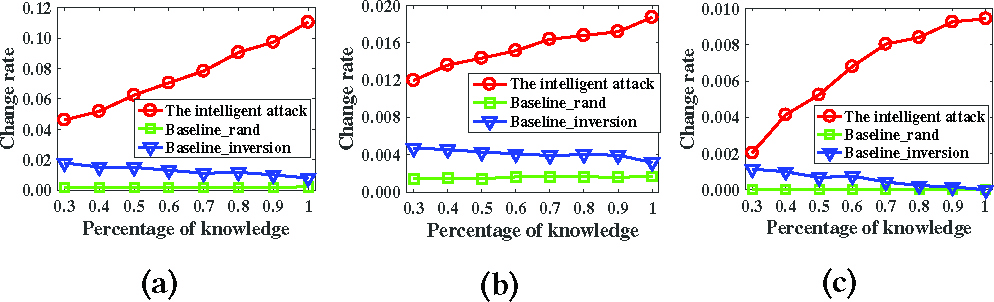 0.12
0.10
0.08
0.06
0.04
0.02
0.00
Change rate
The intelligent attack
Baseline_rand
Baseline_inversion
0.3 0.4 0.5 0.6 0.7 0.8 0.9 1
Percentage of knowledge
(a)
0.020
0.016
0.012
0.008
0.004
0.000
Change rate
The intelligent attack
Baseline_rand
Baseline_inversion
0.3 0.4 0.5 0.6 0.7 0.8 0.9 1
Percentage of knowledge
(b)
0.010
0.008
0.006
0.004
0.002
0.000
Change rate
The intelligent attack
Baseline_rand
Baseline_inversion
0.3 0.4 0.5 0.6 0.7 0.8 0.9 1
Percentage of knowledge
(c)